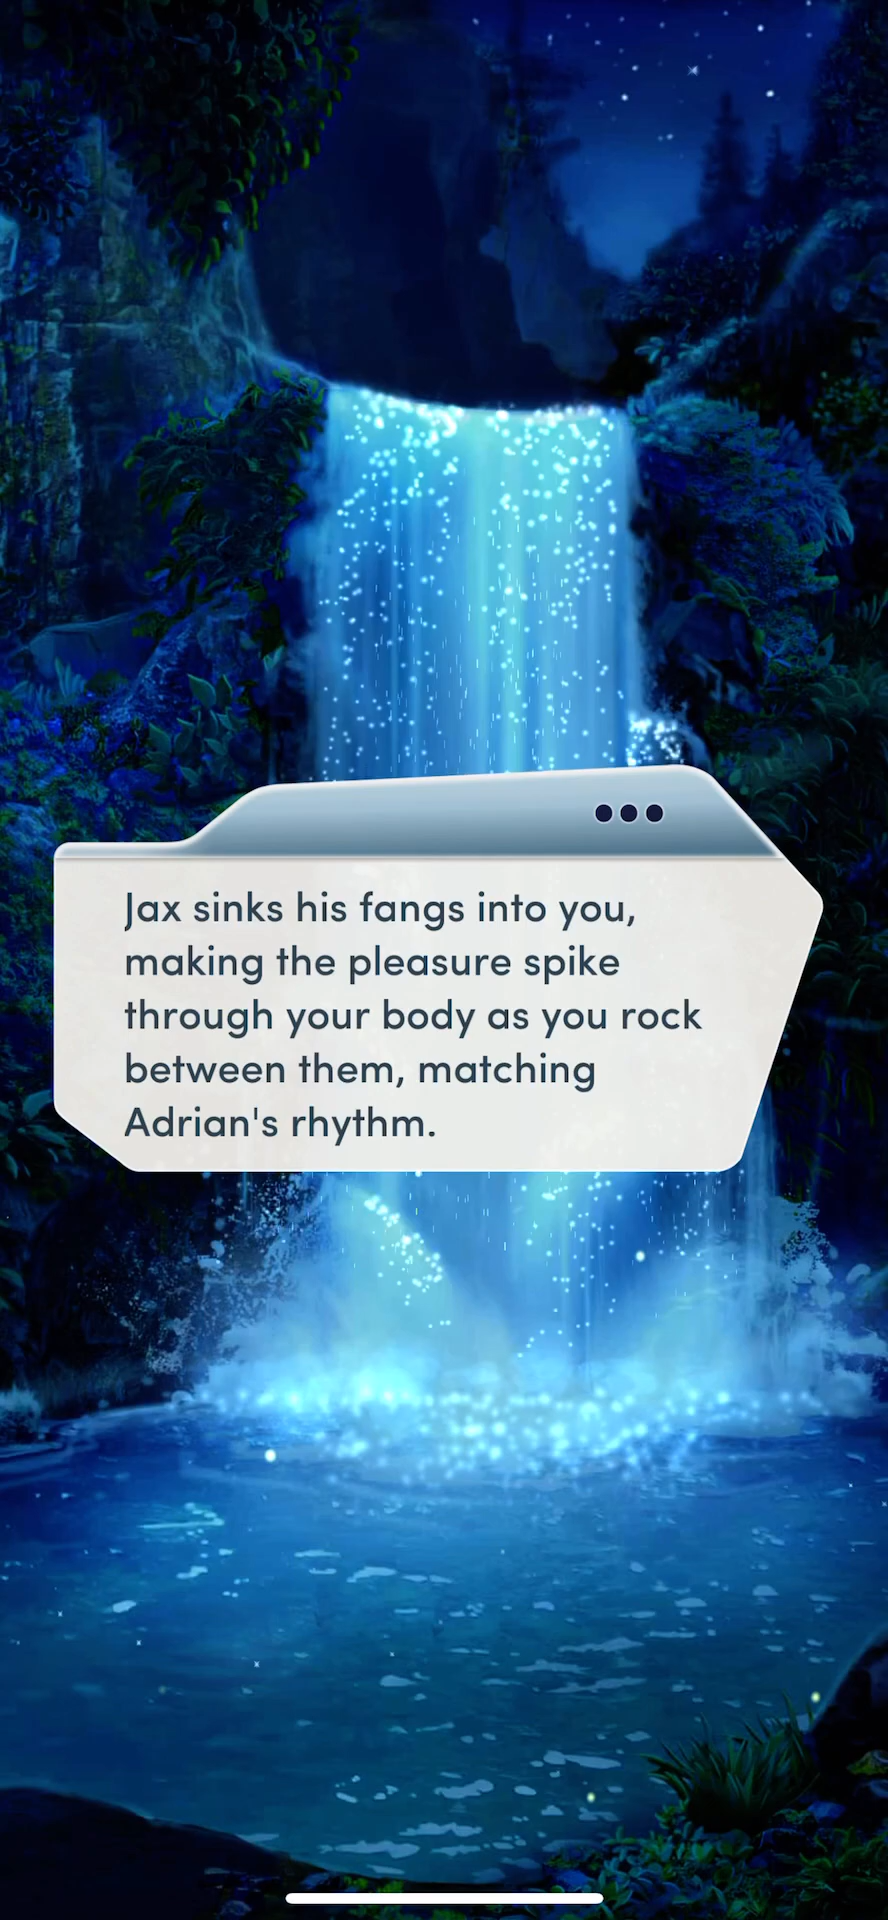 Jax sinks his fangs into you,
making the pleasure spike
through your body as you rock
between them, matching
Adrian's rhythm.